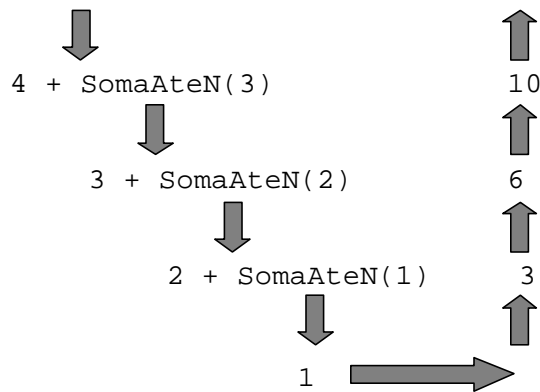 4 + SomaAteN(3) 10
3 + SomaAteN(2) 6
2 + SomaAteN(1) 3
1